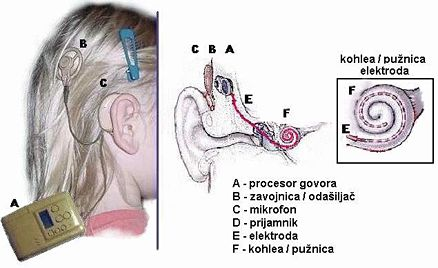 B
C
A
C B A
E
F
kohlea / pužnica
elektroda
F
E
A - procesor govora
B - zavojnica / odašiljač
C - mikrofon
D - prijamnik
E - elektroda
F - kohlea / pužnica